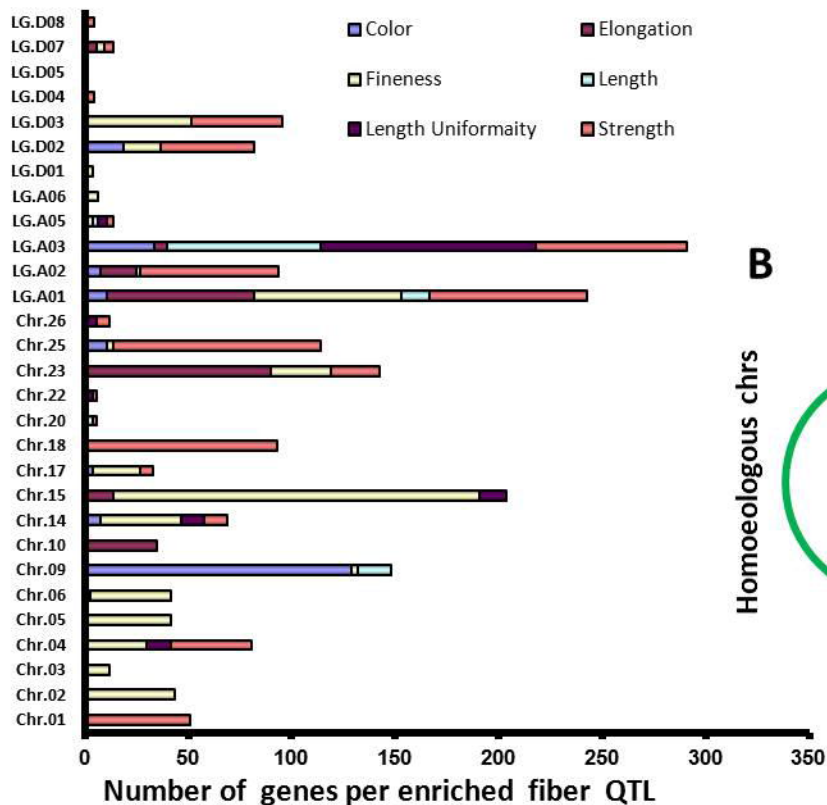 LG.D08
LG.D07
LG.D05
LG.D04
LG.D03
LG.D02
LG.D01
LG.A06
LG.A05
LG.A03
LG.A02
LG.A01
Chr.26
Chr.25
Chr.23
Chr.22
Chr.20
Chr.18
Chr.17
Chr.15
Chr.14
Chr.10
Chr.09
Chr.06
Chr.05
Chr.04
Chr.03
Chr.02
Chr.01
Color Elongation
Fineness Length
Length Uniformaity Strength
0 50 100 150 200 250 300 350
Number of genes per enriched fiber QTL
B
Homoeologous chrs